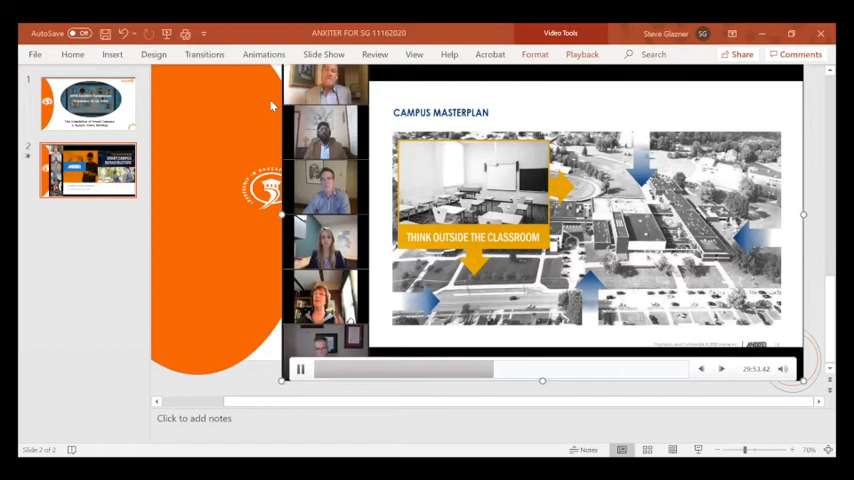 AutoSave Off
ANXITER FOR SG 11162020
Video Tools
Steve Glazner SG
File Home Insert Design Transitions Animations Slide Show Review View Help Acrobat Format Playback Search Share Comments
1
2
CAMPUS MASTERPLAN
THINK OUTSIDE THE CLASSROOM
29:53.42
Click to add notes
Slide 2 of 2
Notes
70%